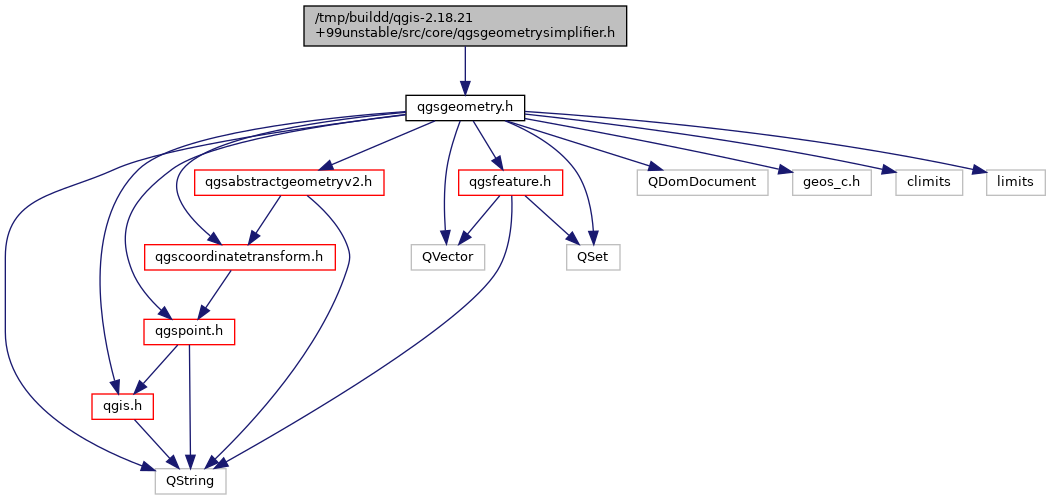 /tmp/buildd/qgis-2.18.21
+99unstable/src/core/qgsgeometrysimplifier.h
qgsgeometry.h
qgsabstractgeometryv2.h
qgsfeature.h
QDomDocument
geos_c.h
climits
limits
qgscoordinatetransform.h
QVector
QSet
qgspoint.h
qgis.h
QString